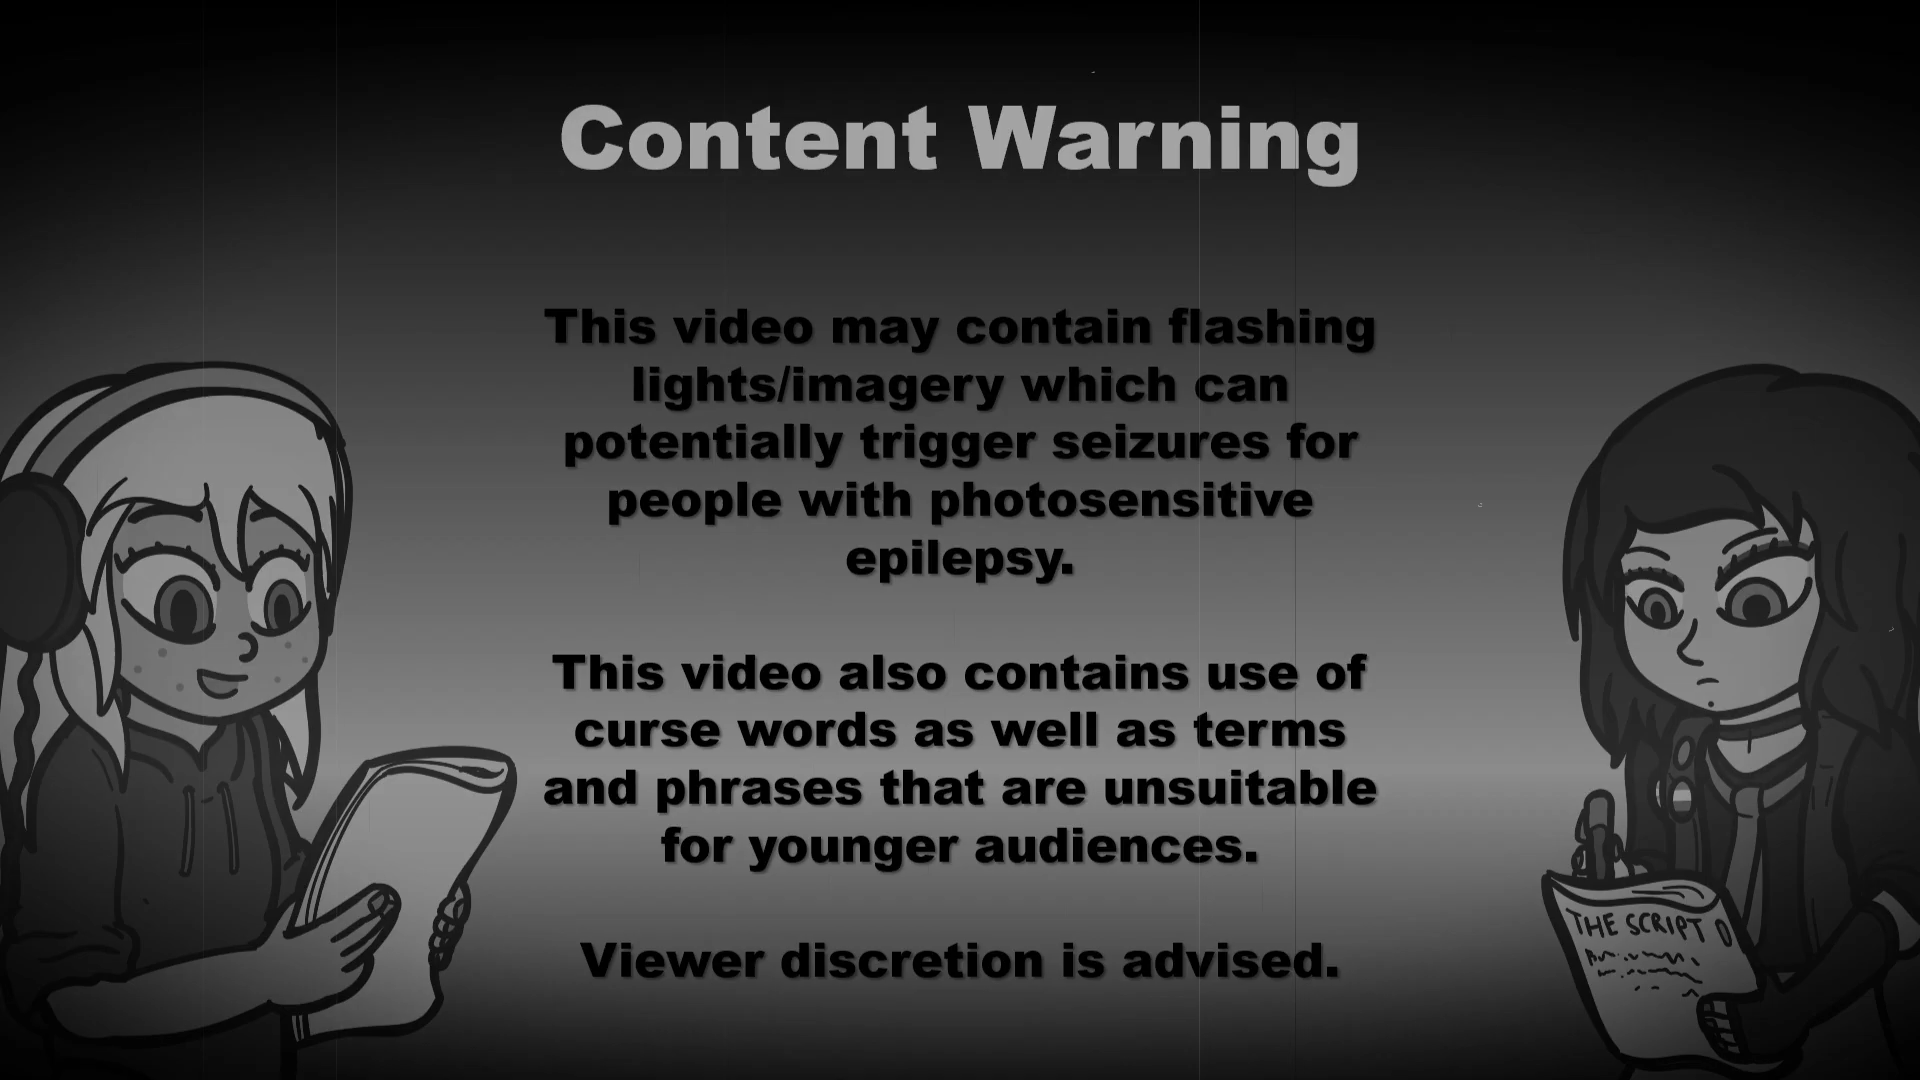 Content Warning
This video may contain flashing
lights/imagery which can
potentially trigger seizures for
people with photosensitive
epilepsy.
This video also contains use of
curse words as well as terms
and phrases that are unsuitable
for younger audiences.
Viewer discretion is advised.
THE SCRIPT